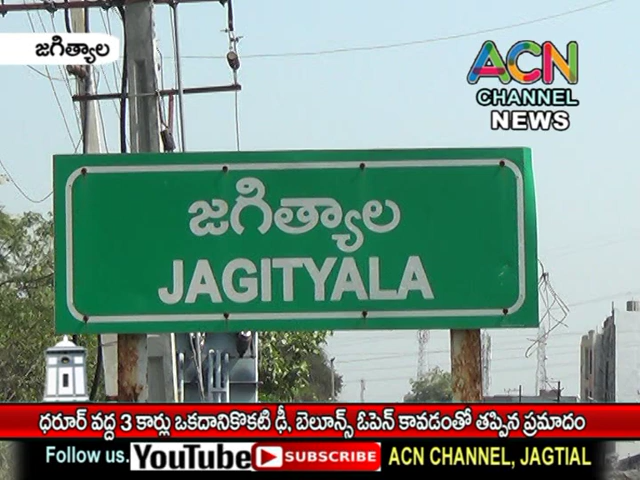 జగిత్యాల
ACN
CHANNEL
NEWS
జగిత్యాల
JAGITYALA
ధరూర్ వద్ద 3 కార్లు ఒకదానికొకటి ఢీ, బెలూన్స్ ఓపెన్ కావడంతో తప్పిన ప్రమాదం
Follow us. YouTube SUBSCRIBE ACN CHANNEL, JAGTIAL